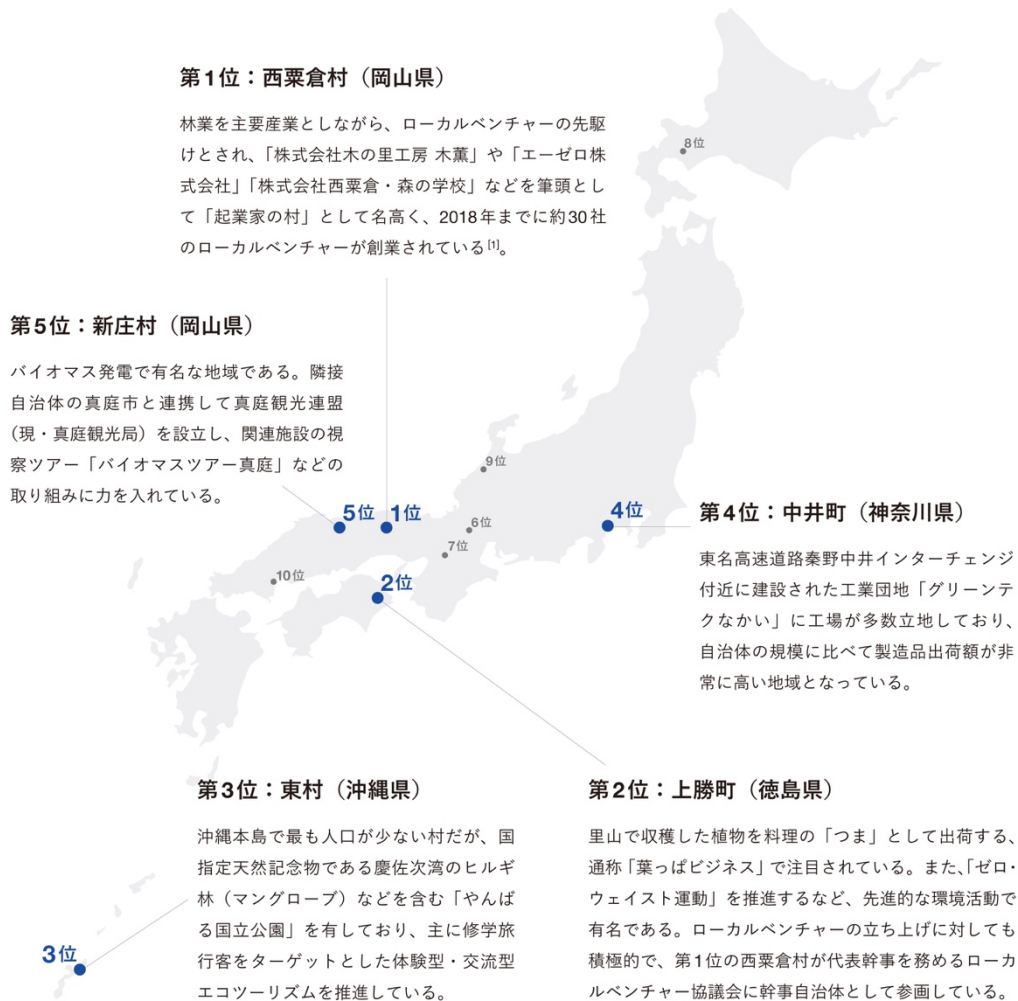 第1位：西粟倉村（岡山県）
林業を主要産業としながら、ローカルベンチャーの先駆
けとされ、「株式会社木の里工房 木薫」や「エーゼロ株
式会社」「株式会社西粟倉・森の学校」などを筆頭とし
て「起業家の村」として名高く、2018年までに約30社
のローカルベンチャーが創業されている[1]。
8位
第5位：新庄村（岡山県）
バイオマス発電で有名な地域である。隣接
自治体の真庭市と連携して真庭観光連盟
（現・真庭観光局）を設立し、関連施設の視
察ツアー「バイオマスツアー真庭」などの
取り組みに力を入れている。
9位
5位
1位
6位
7位
4位
10位
2位
第4位：中井町（神奈川県）
東名高速道路秦野中井インターチェンジ
付近に建設された工業団地「グリーンテ
クなかい」に工場が多数立地しており、
自治体の規模に比べて製造品出荷額が非
常に高い地域となっている。
第3位：東村（沖縄県）
沖縄本島で最も人口が少ない村だが、国
指定天然記念物である慶佐次湾のヒルギ
林（マングローブ）などを含む「やんば
る国立公園」を有しており、主に修学旅
行客をターゲットとした体験型・交流型
エコツーリズムを推進している。
3位
第2位：上勝町（徳島県）
里山で収穫した植物を料理の「つま」として出荷する、
通称「葉っぱビジネス」で注目されている。また、「ゼロ・
ウェイスト運動」を推進するなど、先進的な環境活動で
有名である。ローカルベンチャーの立ち上げに対しても
積極的で、第1位の西粟倉村が代表幹事を務めるローカ
ルベンチャー協議会に幹事自治体として参画している。